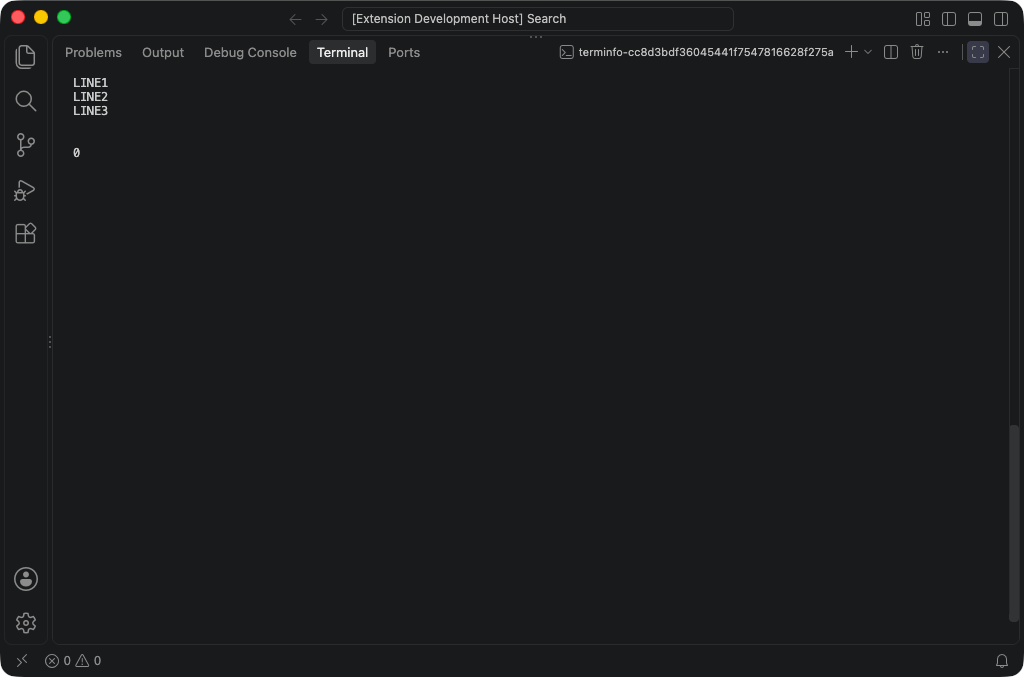 [Extension Development Host] Search
Problems Output Debug Console Terminal Ports terminfo-cc8d3bdf36045441f7547816628f275a
LINE1
LINE2
LINE3
0
0 0